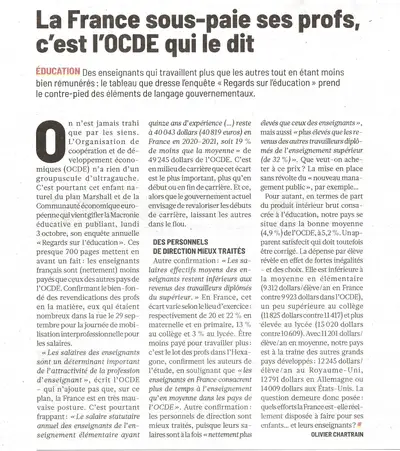 La France sous-paie ses profs,
c'est l'OCDE qui le dit
ÉDUCATION Des enseignants qui travaillent plus que les autres tout en étant moins
bien rémunérés : le tableau que dresse l'enquête « Regards sur l'éducation » prend
le contre-pied des éléments de langage gouvernementaux.
On n'est jamais trahi
que par les siens.
L'Organisation de
coopération et de
développement écono-
miques (OCDE) n'a rien d'un
groupuscule d'ultragauche.
C'est pourtant cet enfant natu-
rel du plan Marshall et de la
Communauté économique euro-
péenne qui vient gifler la Macronie
éducative en publiant, lundi
3 octobre, son enquête annuelle
« Regards sur l'éducation ». Ces
presque 700 pages mettent en
avant un fait : les enseignants
français sont (nettement) moins
payés que ceux des autres pays de
l'OCDE. Confirmant le bien-fon-
dé des revendications des profs
en la matière, eux qui étaient
nombreux dans la rue le 29 sep-
tembre pour la journée de mobi-
lisation interprofessionnelle pour
les salaires.
« Les salaires des enseignants
sont un déterminant important
de l'attractivité de la profession
d'enseignant », écrit l'OCDE
– qui n'ajoute pas que, sur ce
plan, la France est en très mau-
vaise posture. C'est pourtant
frappant : « Le salaire statutaire
annuel des enseignants de l'en-
seignement élémentaire ayant
quinze ans d'expérience (...) reste
à 40 043 dollars (40 819 euros) en
France en 2020-2021, soit 19 %
de moins que la moyenne » de
49 245 dollars de l'OCDE. C'est
en milieu de carrière que cet écart
est le plus important, plus qu'en
début ou en fin de carrière. Et ce,
alors que le gouvernement actuel
envisage de revaloriser les débuts
de carrière, laissant les autres
dans le flou.
DES PERSONNELS
DE DIRECTION MIEUX TRAITÉS
Autre confirmation : « Les sa-
laires effectifs moyens des en-
seignants restent inférieurs aux
revenus des travailleurs diplômés
du supérieur. » En France, cet
écart varie selon le lieu d'exercice :
respectivement de 20 et 22 % en
maternelle et en primaire, 13 %
au collège et 3 % au lycée. Être
moins payé pour travailler plus :
c'est le lot des profs dans l'Hexa-
gone, confirment les auteurs de
l'étude, en soulignant que « les
enseignants en France consacrent
plus de temps à l'enseignement
qu'en moyenne dans les pays de
l'OCDE ». Autre confirmation :
les personnels de direction sont
mieux traités, puisque leurs sa-
laires sont à la fois « nettement plus
élevés que ceux des enseignants »,
mais aussi « plus élevés que les re-
venus des autres travailleurs diplô-
més de l'enseignement supérieur
(de 32 %) ». Que veut-on ache-
ter à ce prix ? La mise en place
sans révolte du « nouveau mana-
gement public », par exemple...
Pour autant, en termes de part
du produit intérieur brut consa-
crée à l'éducation, notre pays se
situe dans la bonne moyenne
(4,9 %) de l'OCDE, à 5,2 %. Un ap-
parent satisfecit qui doit toutefois
être corrigé. La dépense par élève
révèle en effet de fortes inégalités
– et des choix. Elle est inférieure à
la moyenne en élémentaire
(9 312 dollars/élève/an en France
contre 9 923 dollars dans l'OCDE),
un peu supérieure au collège
(11 825 dollars contre 11 417) et plus
élevée au lycée (15 020 dollars
contre 10 609). Avec 11 201 dollars/
élève/an en moyenne, notre pays
est à la traîne des autres grands
pays développés : 12 245 dollars/
élève/an au Royaume-Uni,
12 791 dollars en Allemagne ou
14 009 dollars aux États-Unis. La
question demeure donc posée :
quels efforts la France est-elle réel-
lement disposée à faire pour ses
enfants... et leurs enseignants ?
OLIVIER CHARTRAIN